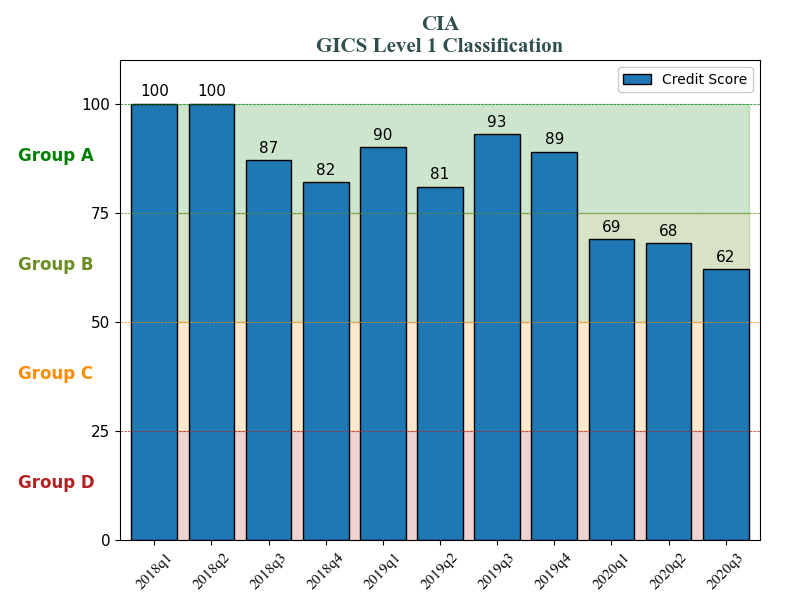 CIA
GICS Level 1 Classification
Credit Score
100
100
87
82
90
81
93
89
69
68
62
100
75
50
25
0
Group A
Group B
Group C
Group D
2018q1
2018q2
2018q3
2018q4
2019q1
2019q2
2019q3
2019q4
2020q1
2020q2
2020q3